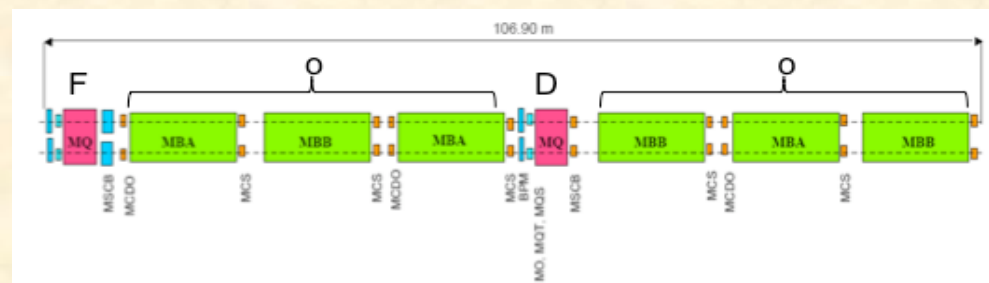 106.90 m
F O D O
MQ MBA MBB MBA MQ MBB MBA MBB
MSCB MCDO MCS MCS MCDO MCS BPM MO, MQT, MQS MSCB MCS MCDO MCS